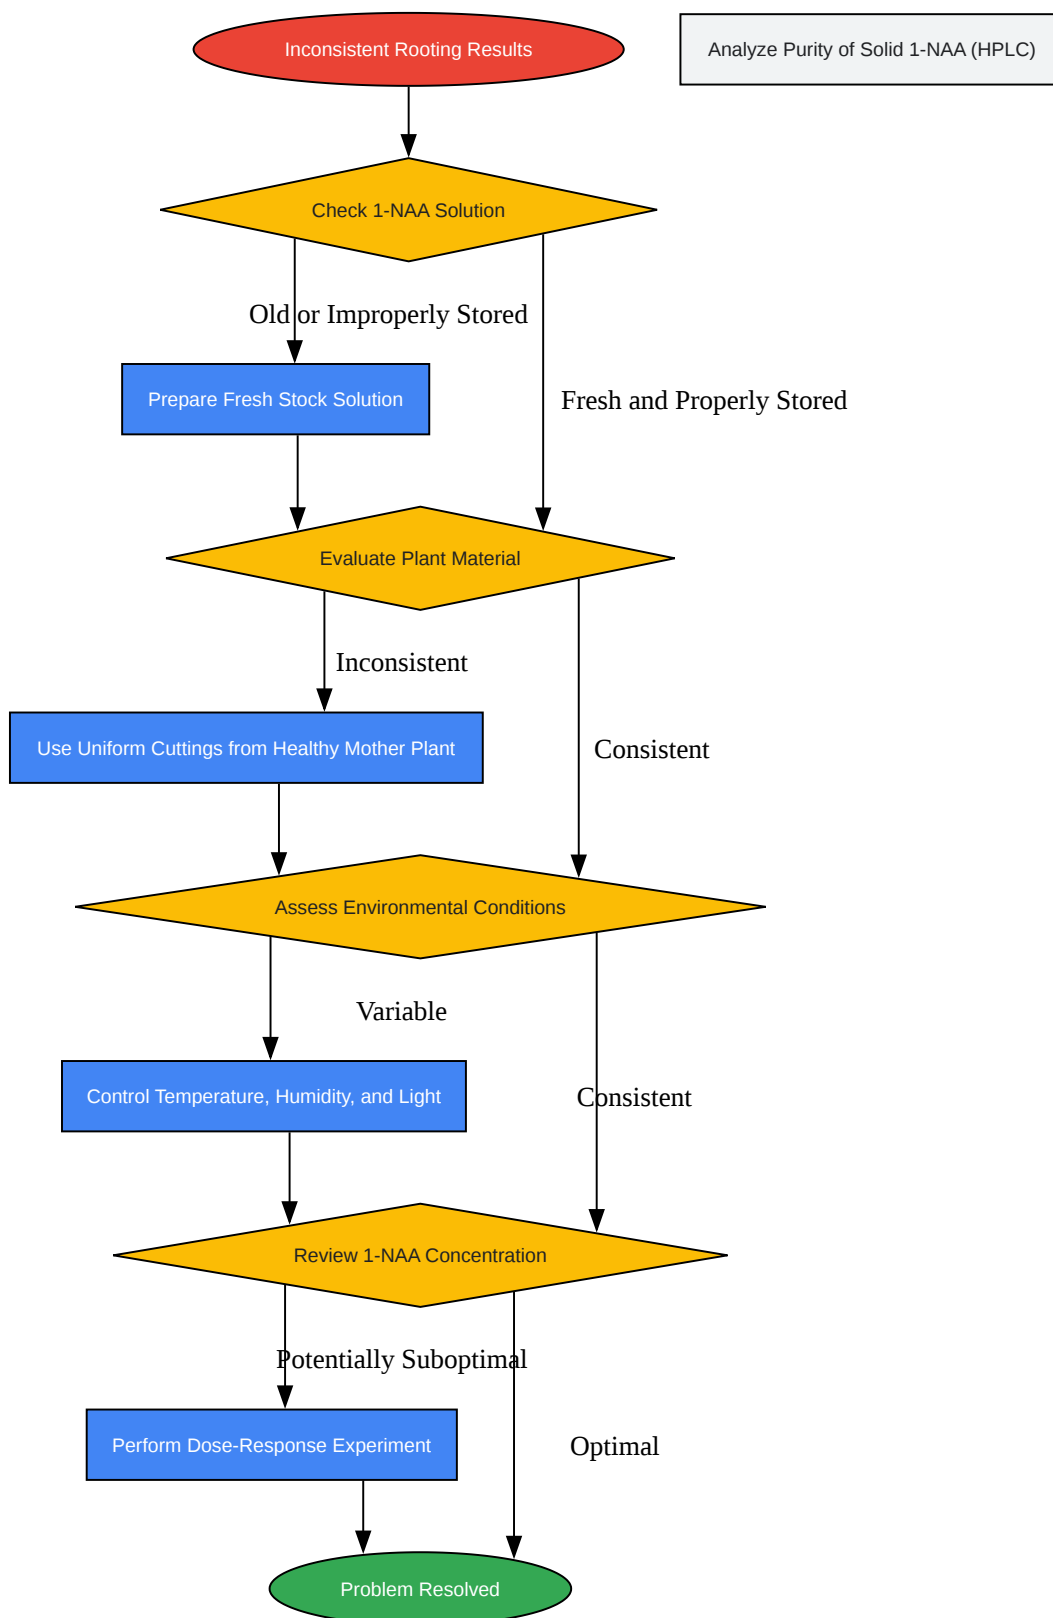 Inconsistent Rooting Results
Analyze Purity of Solid 1-NAA (HPLC)
Check 1-NAA Solution
Old or Improperly Stored
Prepare Fresh Stock Solution
Fresh and Properly Stored
Evaluate Plant Material
Inconsistent
Use Uniform Cuttings from Healthy Mother Plant
Consistent
Assess Environmental Conditions
Variable
Control Temperature, Humidity, and Light
Consistent
Review 1-NAA Concentration
Potentially Suboptimal
Perform Dose-Response Experiment
Optimal
Problem Resolved